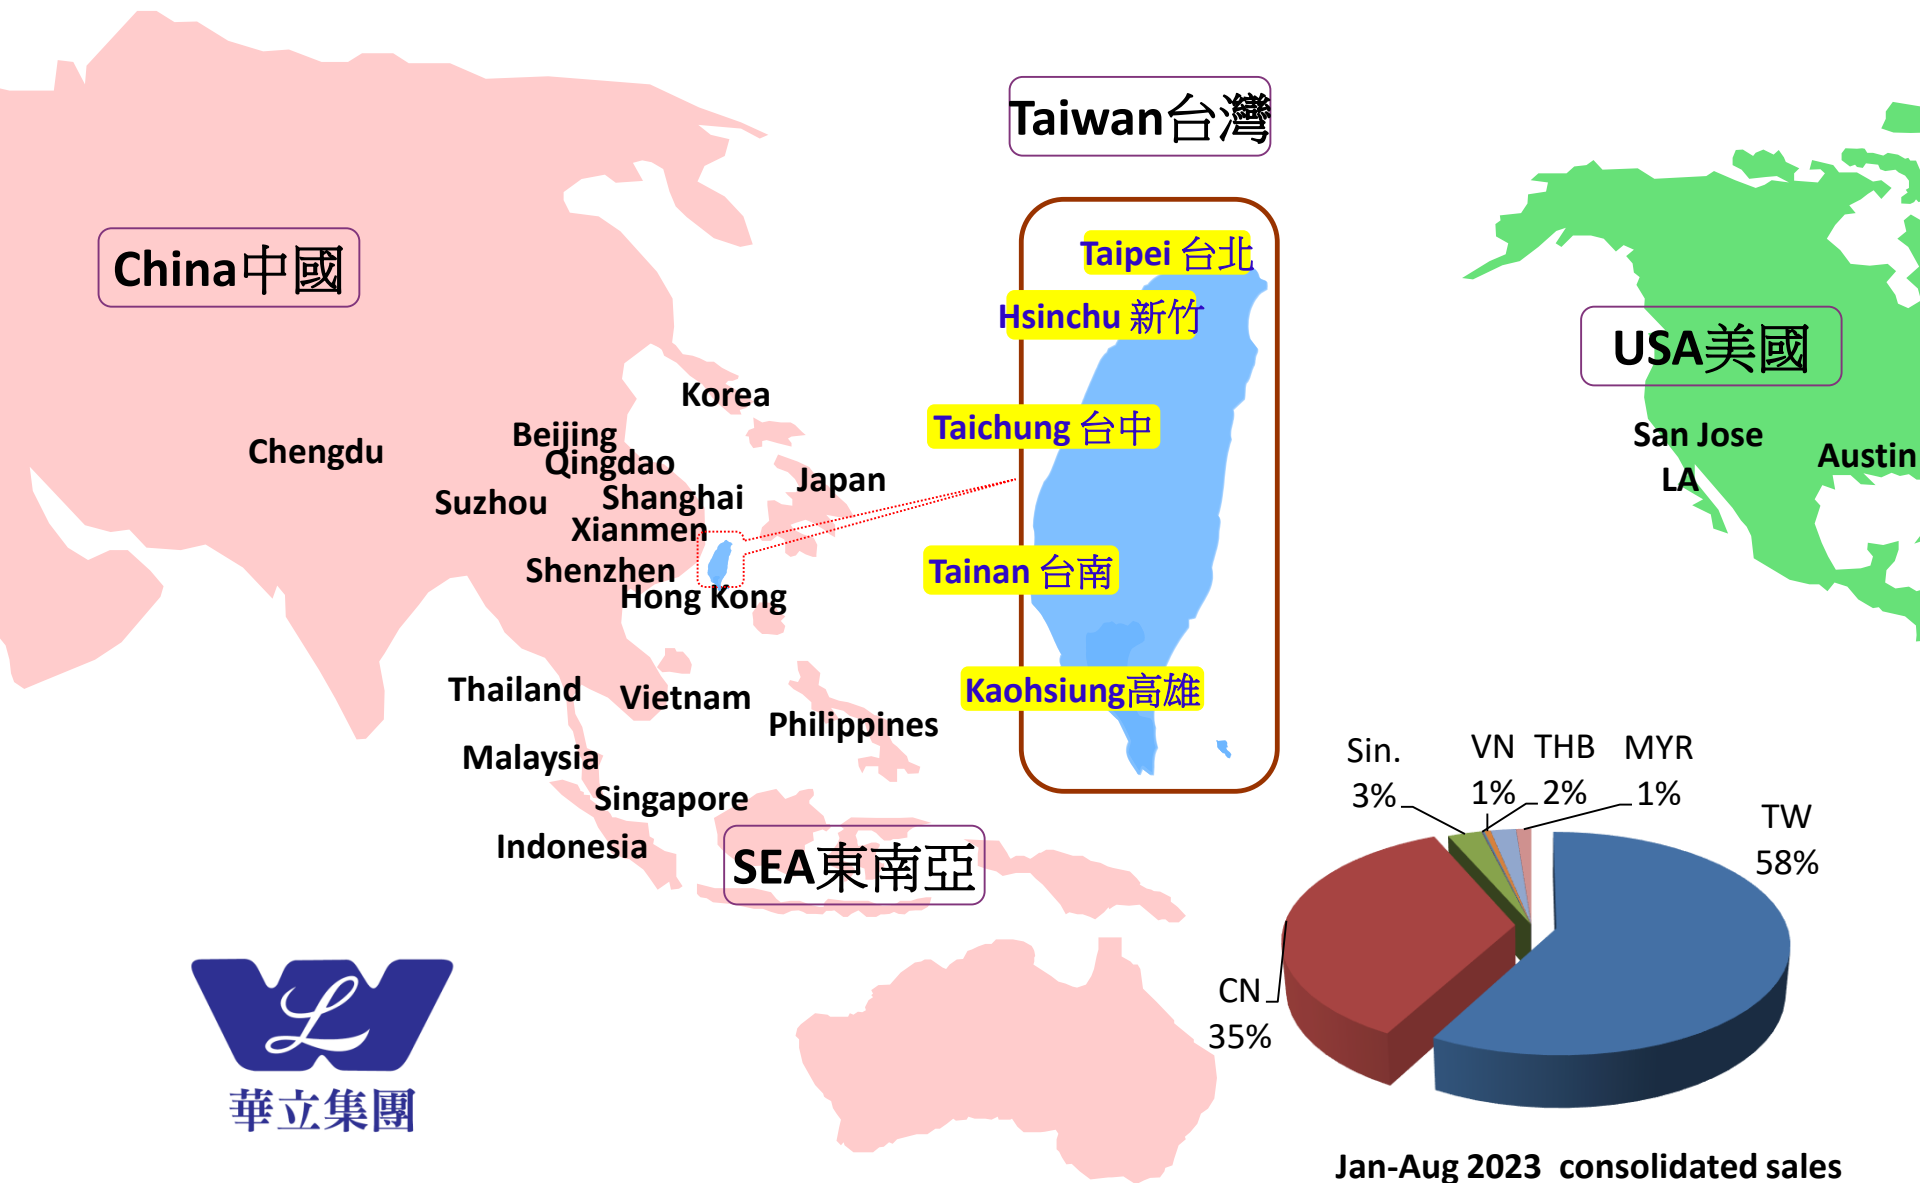 Taiwan台灣
China中國
Taipei 台北
Hsinchu 新竹
USA美國
Korea
Taichung 台中
Beijing
San Jose
Chengdu
Qingdao
Austin
Japan
LA
Suzhou
Shanghai
Xianmen
Shenzhen
Tainan 台南
Hong Kong
Thailand
Vietnam
Kaohsiung高雄
Philippines
Malaysia
Singapore
Indonesia
SEA東南亞
Sin.
3%
VN
1%
THB
2%
MYR
1%
TW
58%
CN
35%
L
華立集團
Jan-Aug 2023 consolidated sales